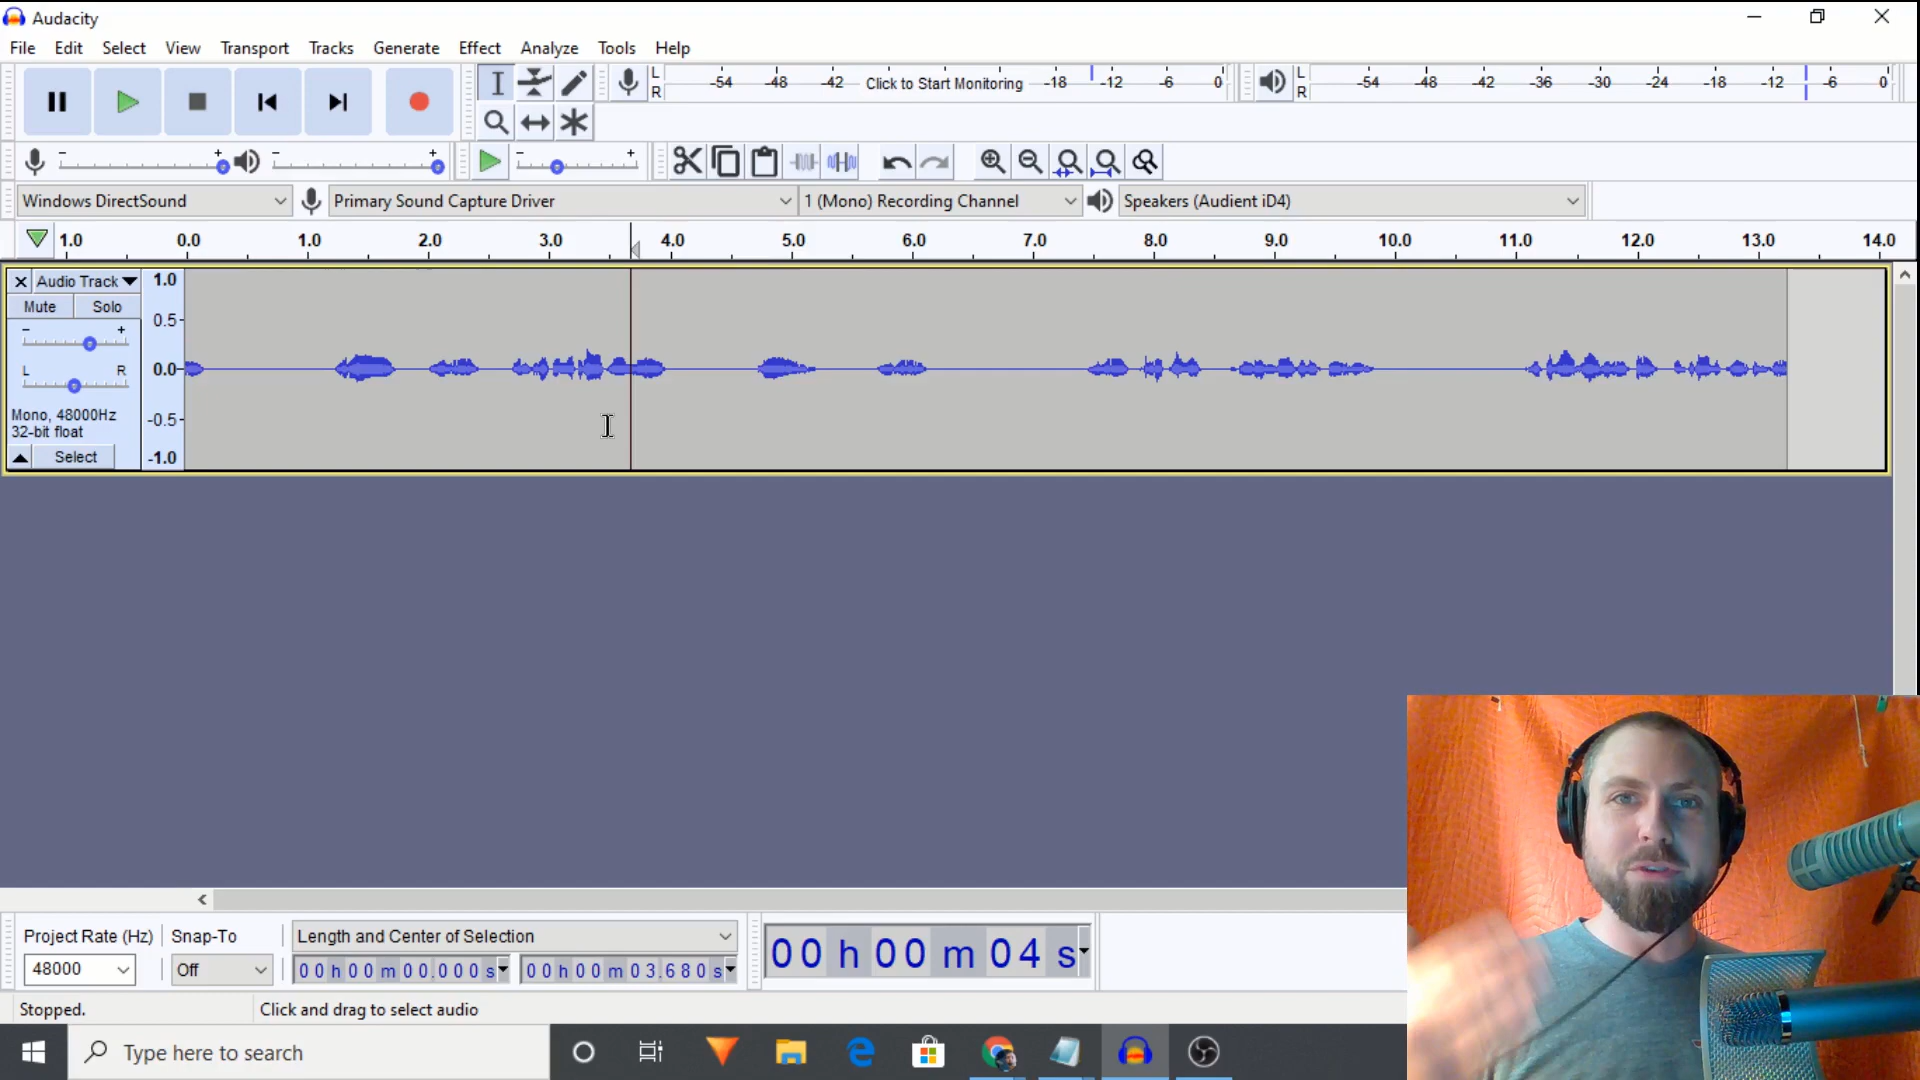 Audacity
File Edit Select View Transport Tracks Generate Effect Analyze Tools Help
L R -54 -48 -42 Click to Start Monitoring -18 -12 -6 0
L R -54 -48 -42 -36 -30 -24 -18 -12 -6 0
- + - + - +
Windows DirectSound Primary Sound Capture Driver 1 (Mono) Recording Channel Speakers (Audient iD4)
1.0 0.0 1.0 2.0 3.0 4.0 5.0 6.0 7.0 8.0 9.0 10.0 11.0 12.0 13.0 14.0
Audio Track 1.0
Mute Solo
0.5
- +
L R 0.0
Mono, 48000Hz
32-bit float -0.5
Select -1.0
Project Rate (Hz) Snap-To Length and Center of Selection
48000 Off 00 h 00 m 00.000 s 00 h 00 m 03.680 s
00 h 00 m 04 s
Stopped. Click and drag to select audio
Type here to search